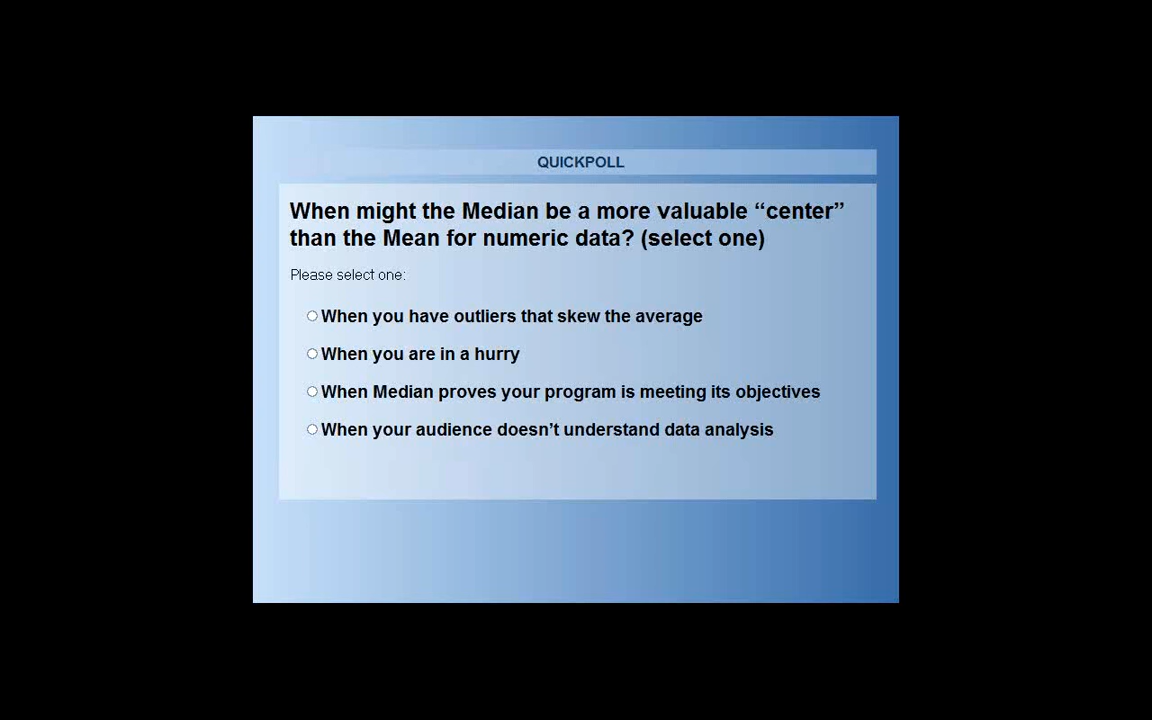 QUICKPOLL
When might the Median be a more valuable “center”
than the Mean for numeric data? (select one)
Please select one:
When you have outliers that skew the average
When you are in a hurry
When Median proves your program is meeting its objectives
When your audience doesn’t understand data analysis